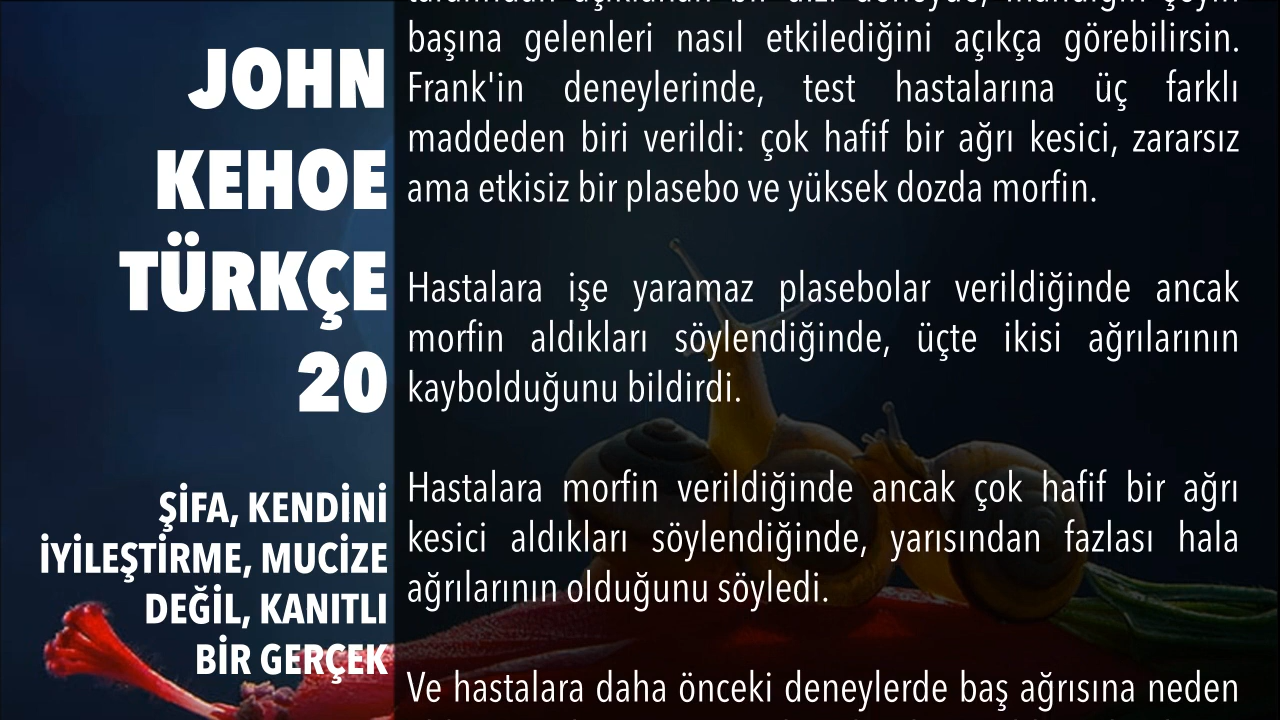 JOHN
KEHOE
TÜRKÇE
20
ŞİFA, KENDİNİ
İYİLEŞTİRME, MUCİZE
DEĞİL, KANITLI
BİR GERÇEK
başına gelenleri nasıl etkilediğini açıkça görebilirsin.
Frank'in deneylerinde, test hastalarına üç farklı
maddeden biri verildi: çok hafif bir ağrı kesici, zararsız
ama etkisiz bir plasebo ve yüksek dozda morfin.
Hastalara işe yaramaz plasebolar verildiğinde ancak
morfin aldıkları söylendiğinde, üçte ikisi ağrılarının
kaybolduğunu bildirdi.
Hastalara morfin verildiğinde ancak çok hafif bir ağrı
kesici aldıkları söylendiğinde, yarısından fazlası hala
ağrılarının olduğunu söyledi.
Ve hastalara daha önceki deneylerde baş ağrısına neden